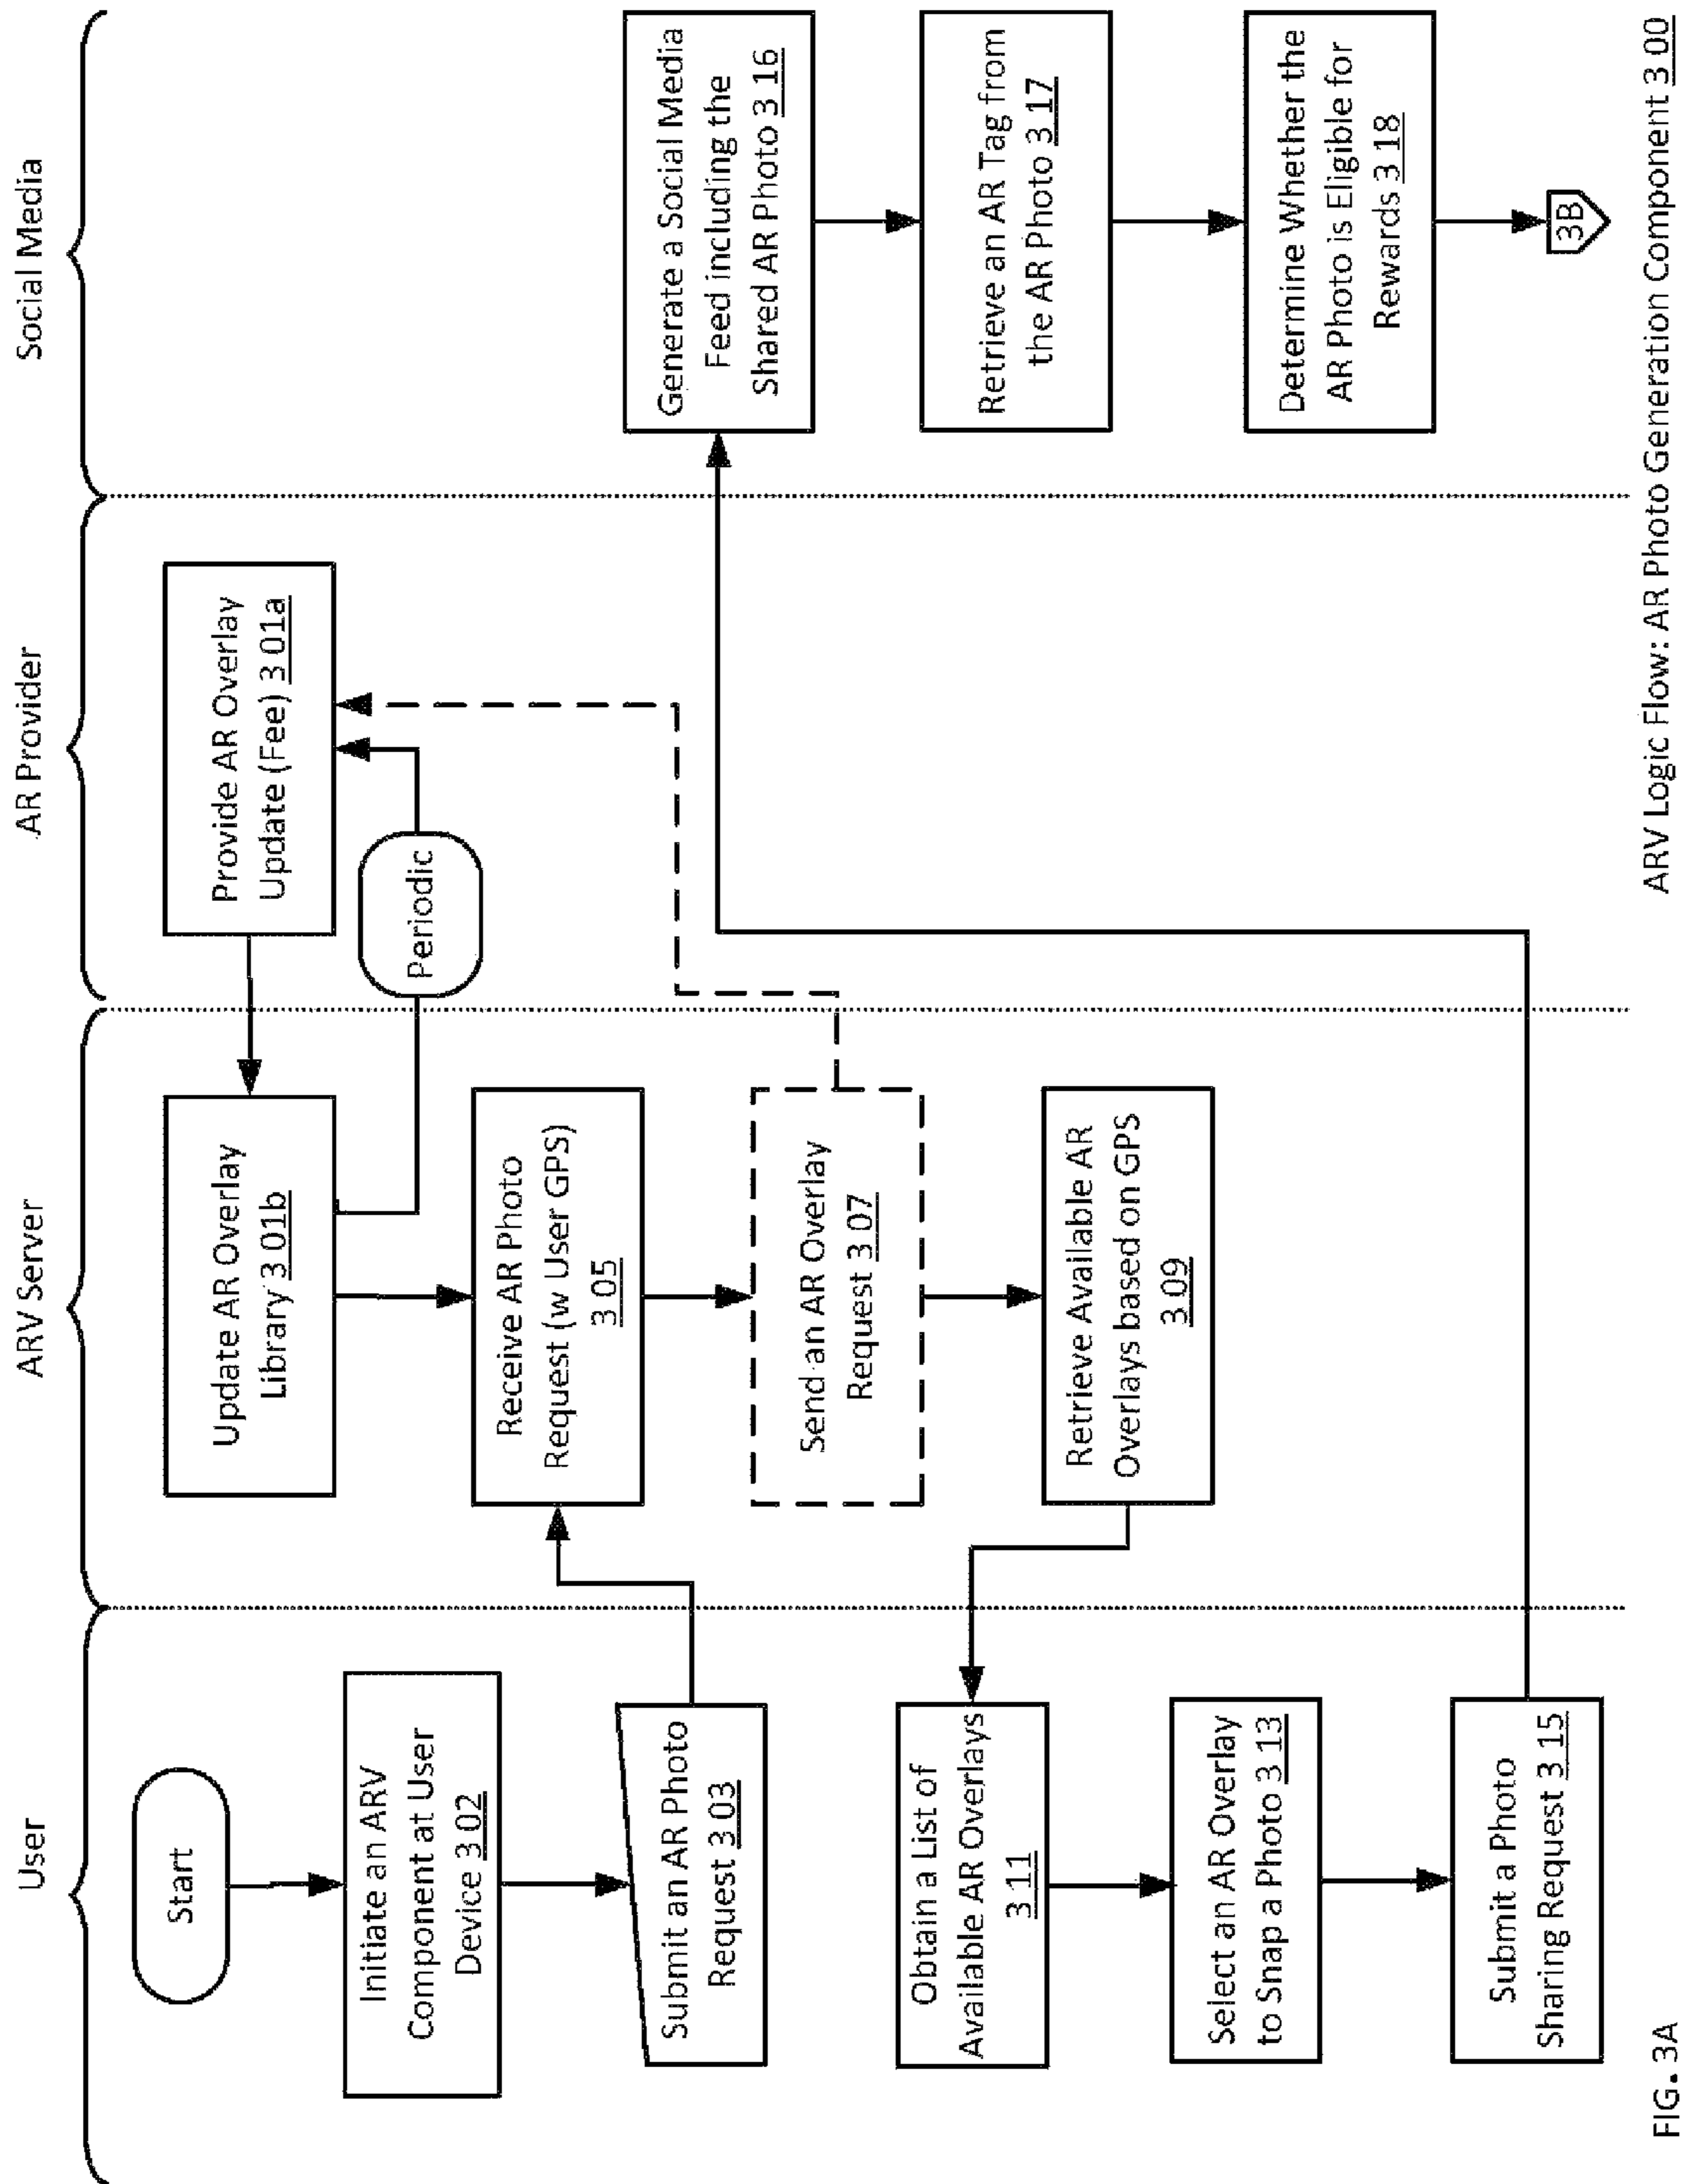 User
ARV Server
AR Provider
Social Media
Start
Initiate an ARV
Component at User
Device 3 02
Submit an AR Photo
Request 3 03
Obtain a List of
Available AR Overlays
3 11
Select an AR Overlay
to Snap a Photo 3 13
Submit a Photo
Sharing Request 3 15
Update AR Overlay
Library 3 01b
Receive AR Photo
Request (w User GPS)
3 05
Send an AR Overlay
Request 3 07
Retrieve Available AR
Overlays based on GPS
3 09
Provide AR Overlay
Update (Fee) 3 01a
Periodic
Generate a Social Media
Feed including the
Shared AR Photo 3 16
Retrieve an AR Tag from
the AR Photo 3 17
Determine Whether the
AR Photo is Eligible for
Rewards 3 18
3B
FIG. 3A
ARV Logic Flow: AR Photo Generation Component 3 00